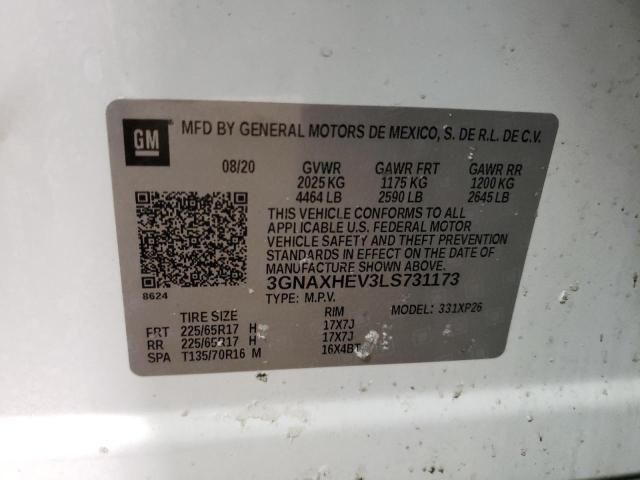 GM
MFD BY GENERAL MOTORS DE MEXICO, S. DE R.L. DE C.V.
08/20 GVWR GAWR FRT GAWR RR
2025 KG 1175 KG 1200 KG
4464 LB 2590 LB 2645 LB
THIS VEHICLE CONFORMS TO ALL
APPLICABLE U.S. FEDERAL MOTOR
VEHICLE SAFETY AND THEFT PREVENTION
STANDARDS IN EFFECT ON THE DATE OF
MANUFACTURE SHOWN ABOVE.
8624
3GNAXHEV3LS731173
TYPE: M.P.V. MODEL: 331XP26
TIRE SIZE RIM
FRT 225/65R17 H 17X7J
RR 225/65R17 H 17X7J
SPA T135/70R16 M 16X4BT